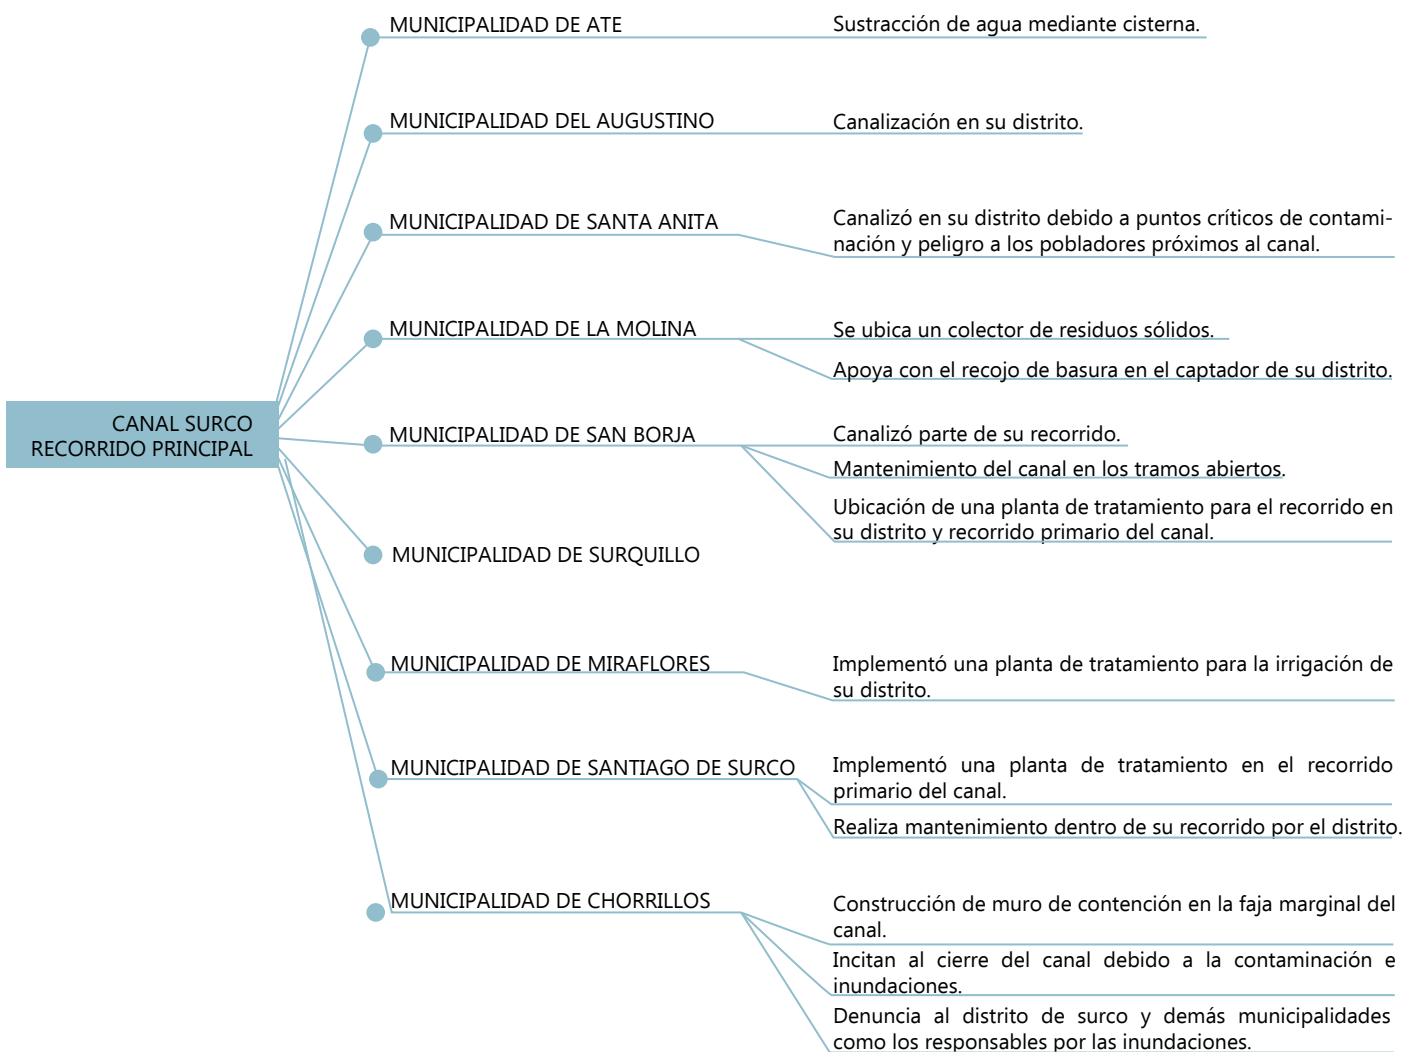 CANAL SURCO
RECORRIDO PRINCIPAL
MUNICIPALIDAD DE ATE
Sustracción de agua mediante cisterna.
MUNICIPALIDAD DEL AUGUSTINO
Canalización en su distrito.
MUNICIPALIDAD DE SANTA ANITA
Canalizó en su distrito debido a puntos críticos de contami-
nación y peligro a los pobladores próximos al canal.
MUNICIPALIDAD DE LA MOLINA
Se ubica un colector de residuos sólidos.
Apoya con el recojo de basura en el captador de su distrito.
MUNICIPALIDAD DE SAN BORJA
Canalizó parte de su recorrido.
Mantenimiento del canal en los tramos abiertos.
Ubicación de una planta de tratamiento para el recorrido en
su distrito y recorrido primario del canal.
MUNICIPALIDAD DE SURQUILLO
MUNICIPALIDAD DE MIRAFLORES
Implementó una planta de tratamiento para la irrigación de
su distrito.
MUNICIPALIDAD DE SANTIAGO DE SURCO
Implementó una planta de tratamiento en el recorrido
primario del canal.
Realiza mantenimiento dentro de su recorrido por el distrito.
MUNICIPALIDAD DE CHORRILLOS
Construcción de muro de contención en la faja marginal del
canal.
Incitan al cierre del canal debido a la contaminación e
inundaciones.
Denuncia al distrito de surco y demás municipalidades
como los responsables por las inundaciones.